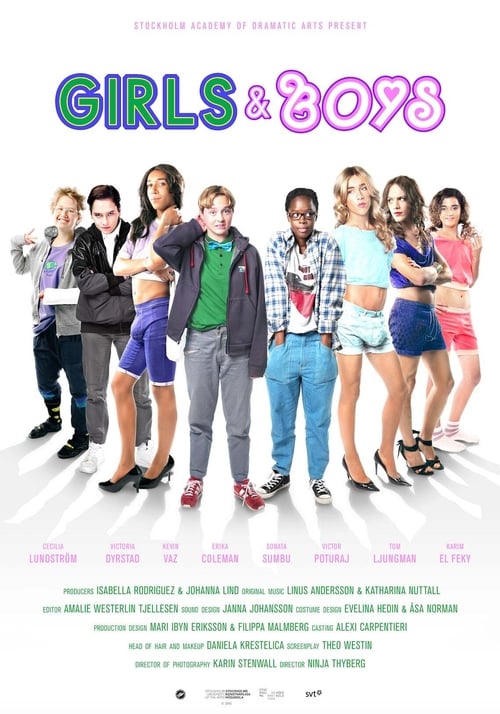 STOCKHOLM ACADEMY OF DRAMATIC ARTS PRESENT
GIRLS & BOYS
CECILIA LUNDSTRÖM
VICTORIA DYRSTAD
KEVIN VAZ
ERIKA COLEMAN
SONATA SUMBU
VICTOR POTURAJ
TOM LJUNGMAN
KARIM EL FEKY
PRODUCERS ISABELLA RODRIGUEZ & JOHANNA LIND ORIGINAL MUSIC LINUS ANDERSSON & KATHARINA NUTTALL
EDITOR AMALIE WESTERLIN TJELLESEN SOUND DESIGN JANNA JOHANSSON COSTUME DESIGN EVELINA HEDIN & ÅSA NORMAN
PRODUCTION DESIGN MARI IBYN ERIKSSON & FILIPPA MALMBERG CASTING ALEXI CARPENTIERI
HEAD OF HAIR AND MAKEUP DANIELA KRESTELICA SCREENPLAY THEO WESTIN
DIRECTOR OF PHOTOGRAPHY KARIN STENWALL DIRECTOR NINJA THYBERG
svt